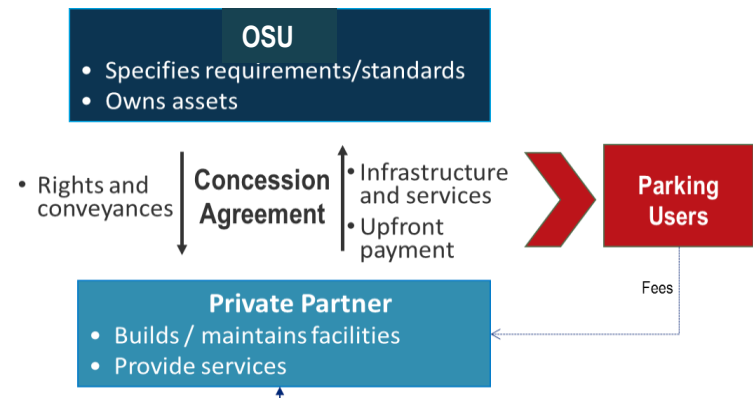 OSU
• Specifies requirements/standards
• Owns assets
• Rights and
conveyances
Concession
Agreement
• Infrastructure
and services
• Upfront
payment
Parking
Users
Fees
Private Partner
• Builds / maintains facilities
• Provide services